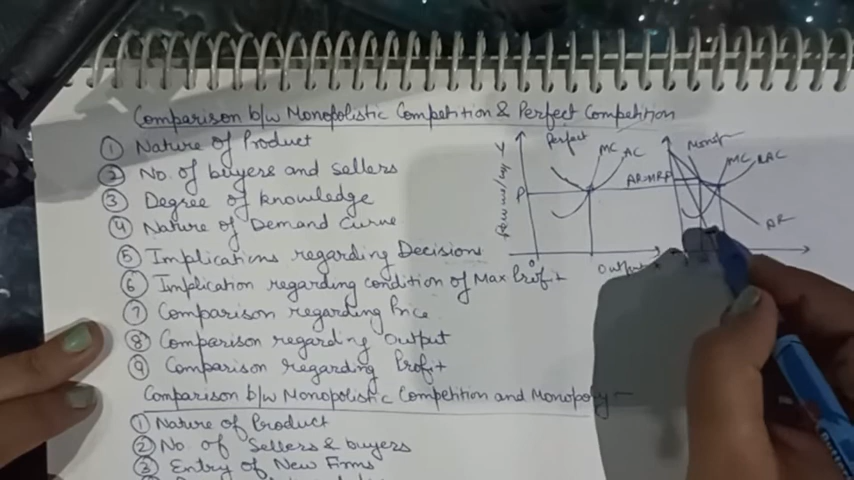 Comparison b/w Monopolistic Competition & Perfect Competition
① Nature of Product
② No. of buyers and sellers
③ Degree of knowledge
④ Nature of Demand Curve
⑤ Implications regarding Decisions
⑥ Implication regarding condition of Max Profit
⑦ Comparison regarding Price
⑧ Comparison regarding Output
⑨ Comparison regarding Profit
Perfect
Y
MC
AC
P
AR=MR
O
Output
MC
LAC
AR
Comparison b/w Monopolistic Competition and Monopoly
① Nature of Product
② No. of Sellers & buyers
③ Entry of New Firms